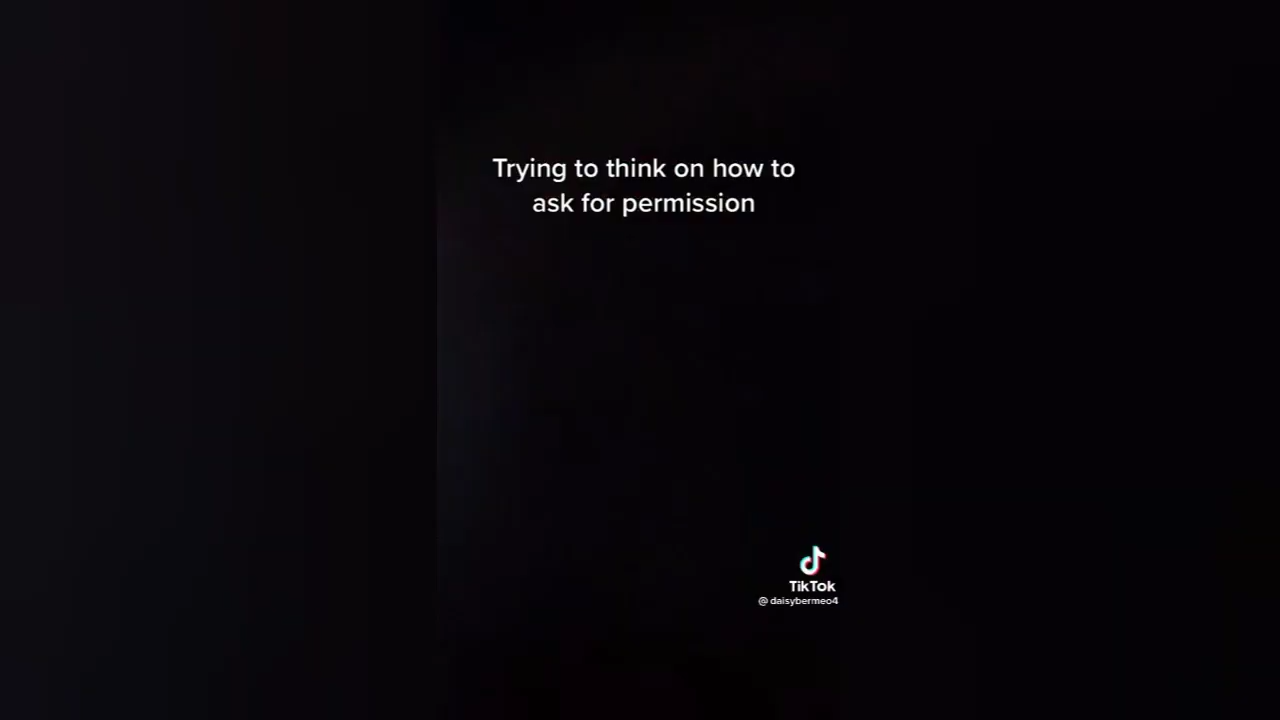 Trying to think on how to
ask for permission
TikTok
@daisybermeo4